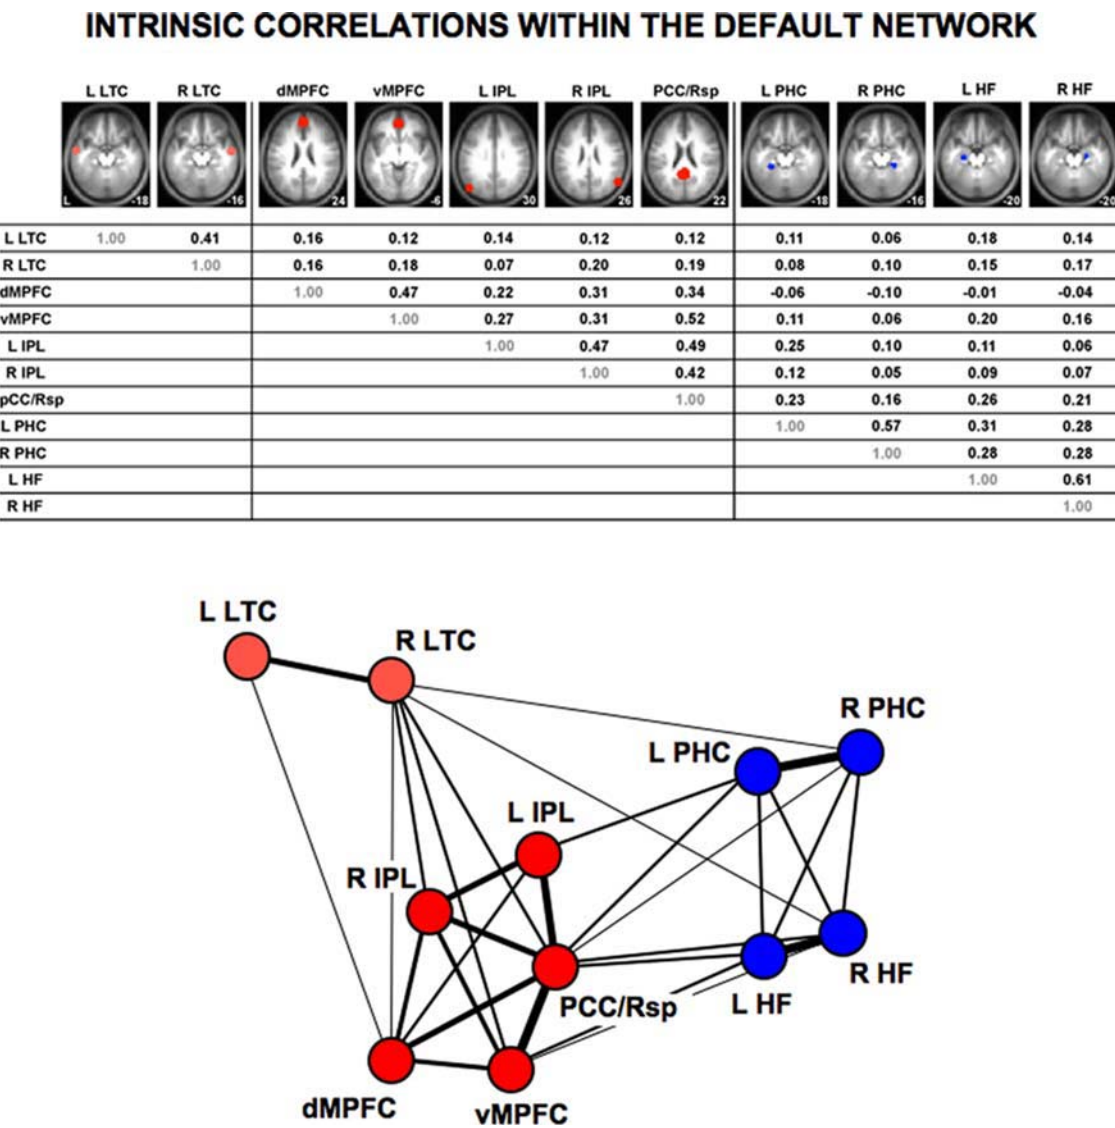 INTRINSIC CORRELATIONS WITHIN THE DEFAULT NETWORK
L LTC R LTC dMPFC vMPFC L IPL R IPL PCC/Rsp L PHC R PHC L HF R HF
L -18 -16 24 -6 30 26 22 -18 -16 -20 -20
L LTC 1.00 0.41 0.16 0.12 0.14 0.12 0.12 0.11 0.06 0.18 0.14
R LTC 1.00 0.16 0.18 0.07 0.20 0.19 0.08 0.10 0.15 0.17
dMPFC 1.00 0.47 0.22 0.31 0.34 -0.06 -0.10 -0.01 -0.04
vMPFC 1.00 0.27 0.31 0.52 0.11 0.06 0.20 0.16
L IPL 1.00 0.47 0.49 0.25 0.10 0.11 0.06
R IPL 1.00 0.42 0.12 0.05 0.09 0.07
pCC/Rsp 1.00 0.23 0.16 0.26 0.21
L PHC 1.00 0.57 0.31 0.28
R PHC 1.00 0.28 0.28
L HF 1.00 0.61
R HF 1.00
L LTC
R LTC
R PHC
L PHC
L IPL
R IPL
R HF
PCC/Rsp
L HF
dMPFC
vMPFC